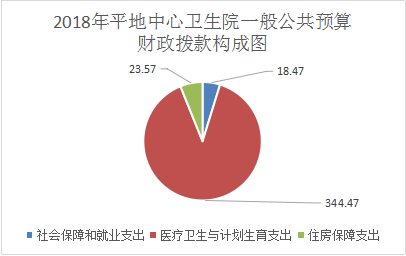 2018年平地中心卫生院一般公共预算
财政拨款构成图
23.57
18.47
344.47
社会保障和就业支出 医疗卫生与计划生育支出 住房保障支出